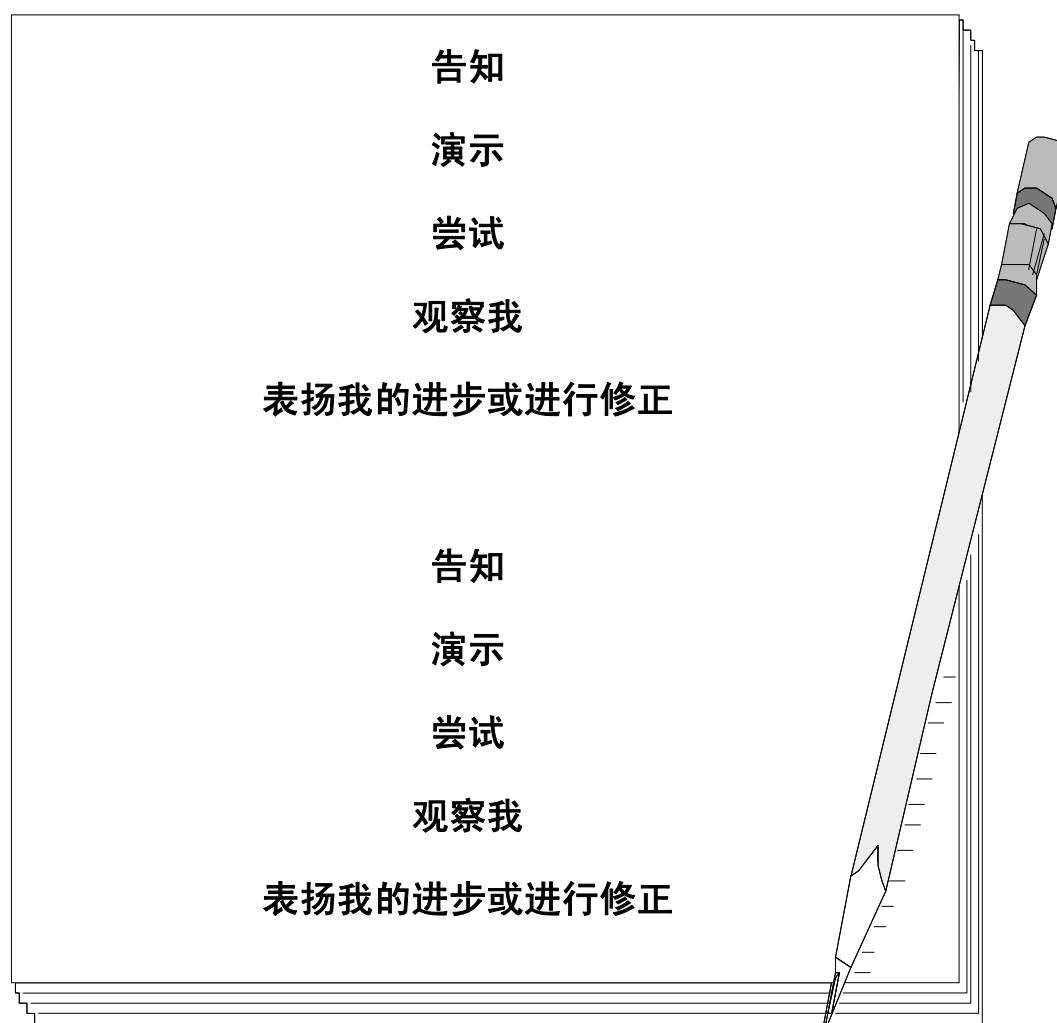 告知
演示
尝试
观察我
表扬我的进步或进行修正
告知
演示
尝试
观察我
表扬我的进步或进行修正